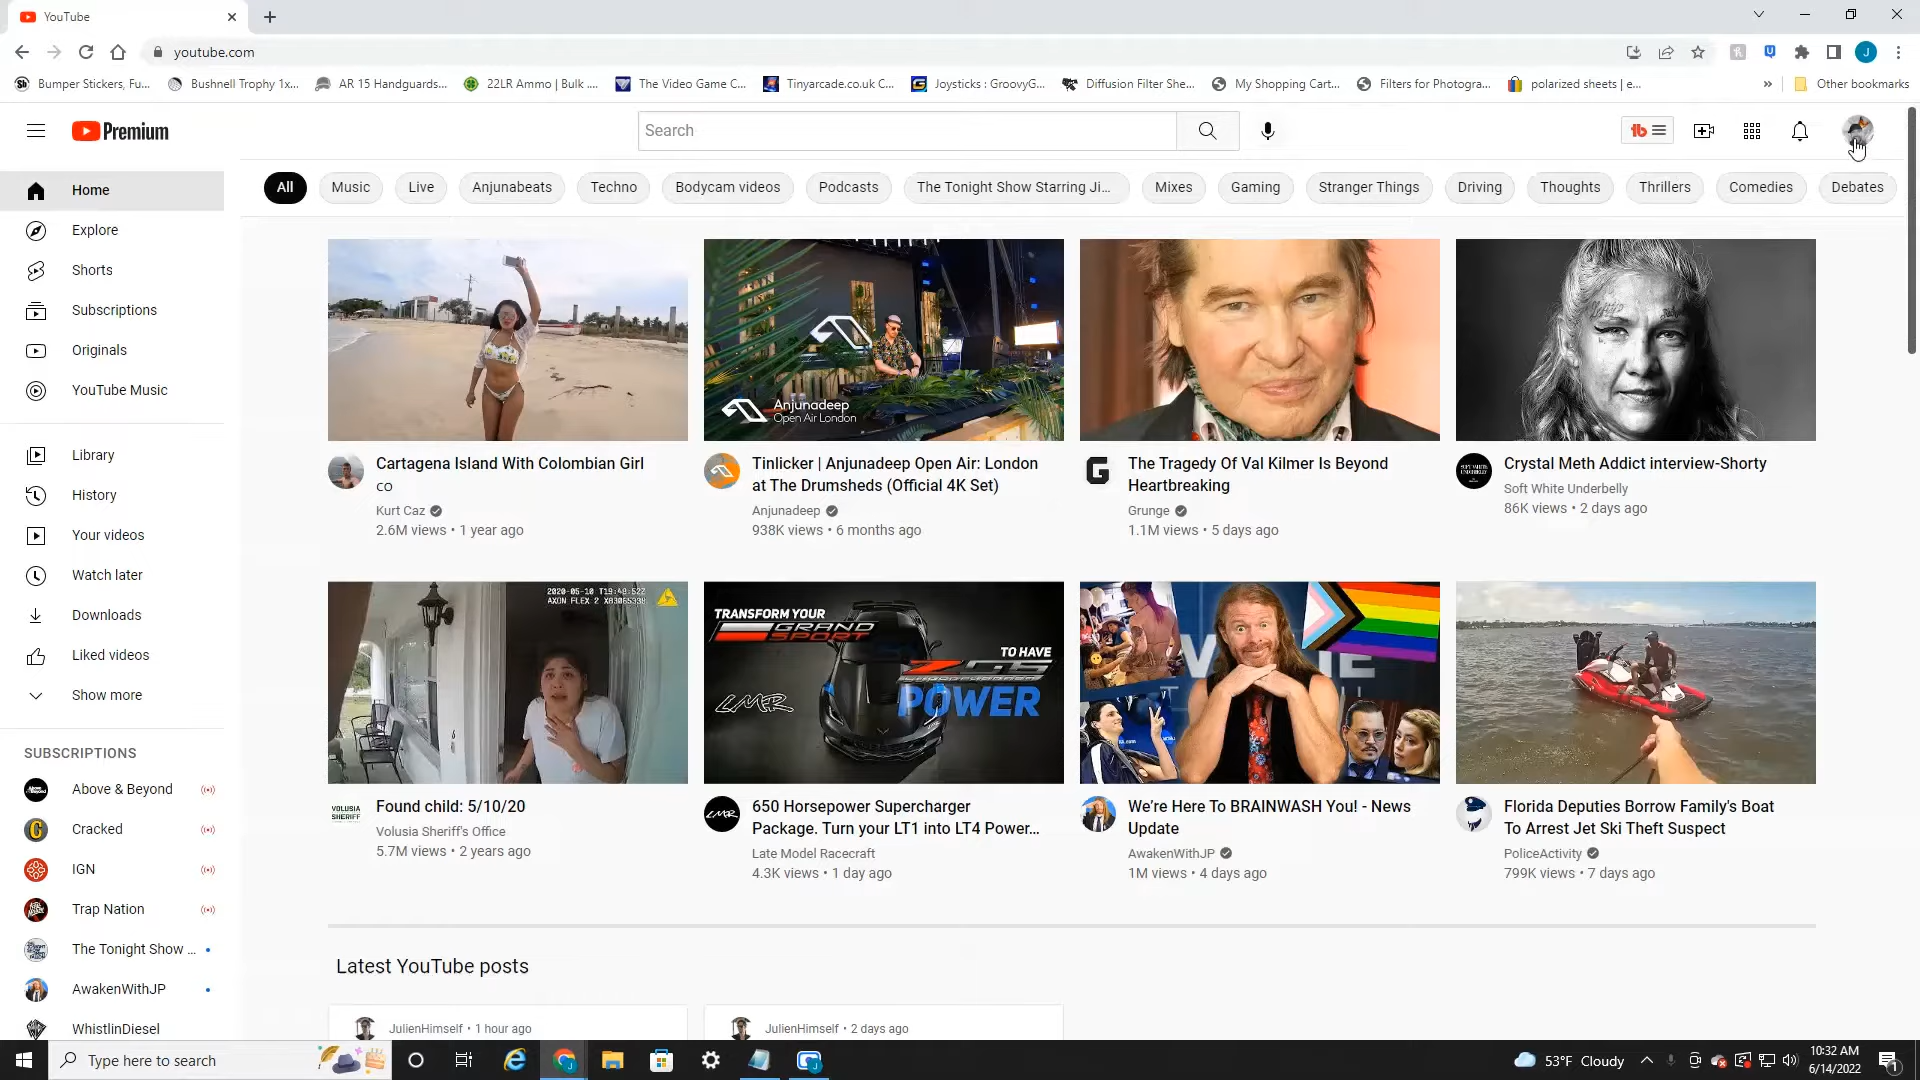 YouTube
youtube.com
Bumper Stickers, Fu...
Bushnell Trophy 1x...
AR 15 Handguards...
22LR Ammo | Bulk ....
The Video Game C...
Tinyarcade.co.uk C...
Joysticks : GroovyG...
Diffusion Filter She...
My Shopping Cart...
Filters for Photogra...
polarized sheets | e...
»
Other bookmarks
Premium
Search
Home
Explore
Shorts
Subscriptions
Originals
YouTube Music
Library
History
Your videos
Watch later
Downloads
Liked videos
Show more
SUBSCRIPTIONS
Above & Beyond
Cracked
IGN
Trap Nation
The Tonight Show ...
AwakenWithJP
WhistlinDiesel
All
Music
Live
Anjunabeats
Techno
Bodycam videos
Podcasts
The Tonight Show Starring Ji...
Mixes
Gaming
Stranger Things
Driving
Thoughts
Thrillers
Comedies
Debates
Anjunadeep
Open Air London
Cartagena Island With Colombian Girl
CO
Kurt Caz
2.6M views • 1 year ago
Tinlicker | Anjunadeep Open Air: London
at The Drumsheds (Official 4K Set)
Anjunadeep
938K views • 6 months ago
The Tragedy Of Val Kilmer Is Beyond
Heartbreaking
Grunge
1.1M views • 5 days ago
Crystal Meth Addict interview-Shorty
Soft White Underbelly
86K views • 2 days ago
TRANSFORM YOUR
GRAND
SPORT
TO HAVE
Z06
POWER
LMR
VOLUSIA
SHERIFF
Found child: 5/10/20
Volusia Sheriff's Office
5.7M views • 2 years ago
650 Horsepower Supercharger
Package. Turn your LT1 into LT4 Power...
Late Model Racecraft
4.3K views • 1 day ago
We're Here To BRAINWASH You! - News
Update
AwakenWithJP
1M views • 4 days ago
Florida Deputies Borrow Family's Boat
To Arrest Jet Ski Theft Suspect
PoliceActivity
799K views • 7 days ago
Latest YouTube posts
JulienHimself • 1 hour ago
JulienHimself • 2 days ago
Type here to search
53°F Cloudy
10:32 AM
6/14/2022